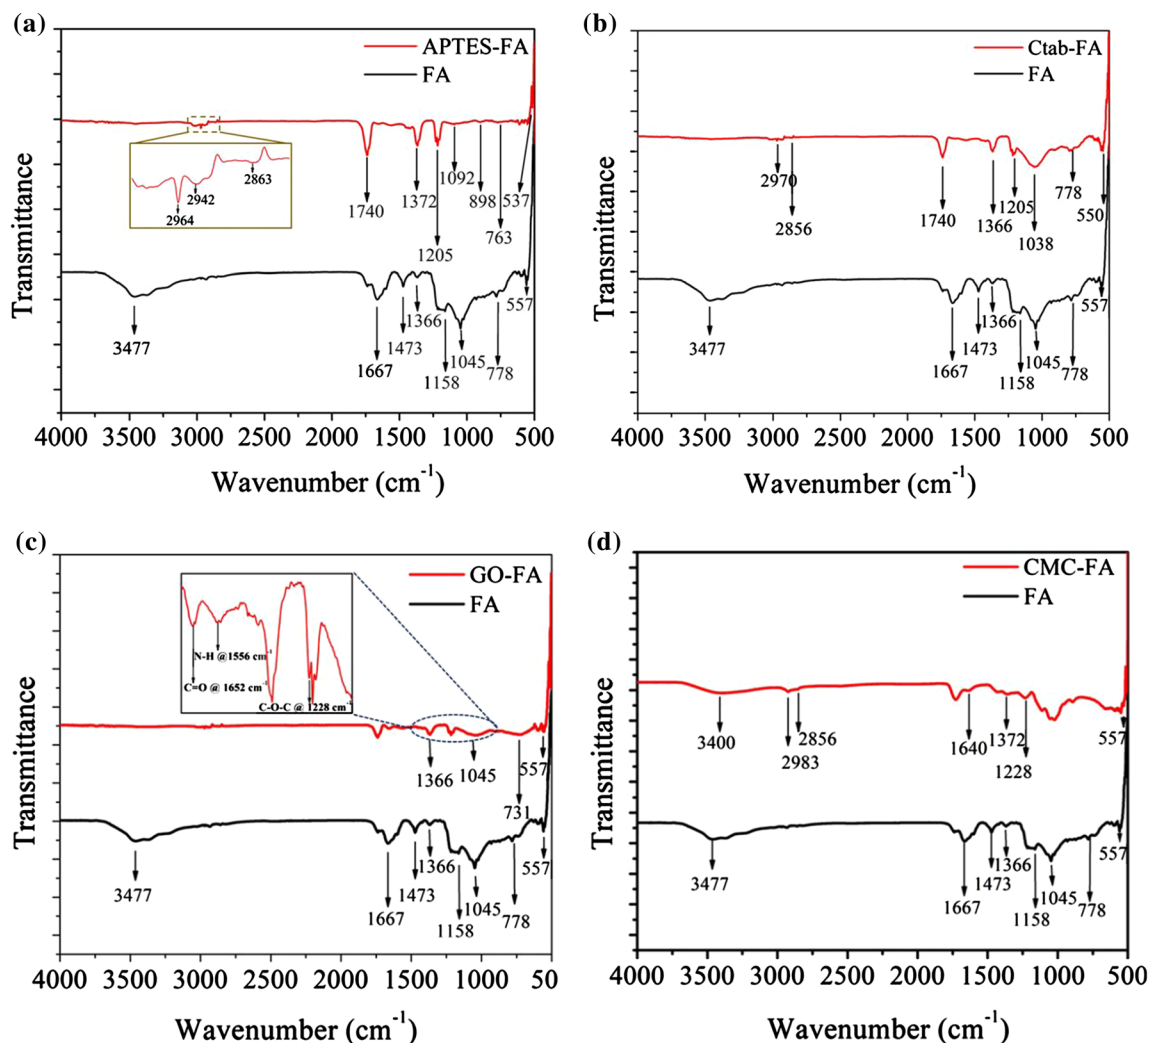 (a)
APTES-FA
FA
2942
2863
2964
1740
1372
1092
898
537
763
1205
3477
1667
1473
1366
1158
1045
778
557
Transmittance
4000 3500 3000 2500 2000 1500 1000 500
Wavenumber (cm-1)
(b)
Ctab-FA
FA
2970
2856
1740
1366
1205
1038
778
550
3477
1667
1473
1366
1158
1045
778
557
Transmittance
4000 3500 3000 2500 2000 1500 1000 500
Wavenumber (cm-1)
(c)
GO-FA
FA
N-H @1556 cm-1
C=O @ 1652 cm-1
C-O-C @ 1228 cm-1
1366
1045
731
557
3477
1667
1473
1366
1158
1045
778
557
Transmittance
4000 3500 3000 2500 2000 1500 1000 50
Wavenumber (cm-1)
(d)
CMC-FA
FA
3400
2983
2856
1640
1372
1228
557
3477
1667
1473
1366
1158
1045
778
557
Transmittance
4000 3500 3000 2500 2000 1500 1000 500
Wavenumber (cm-1)